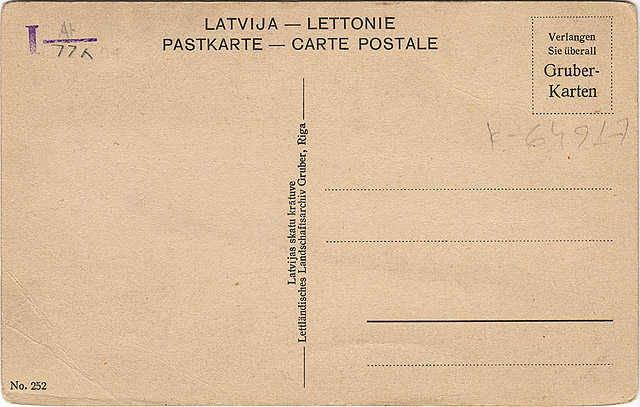 LATVIJA — LETTONIE
PASTKARTE — CARTE POSTALE
Verlangen
Sie überall
Gruber-
Karten
I
77
Latvijas skatu krātuve
Lettländisches Landschaftsarchiv Gruber, Riga
No. 252